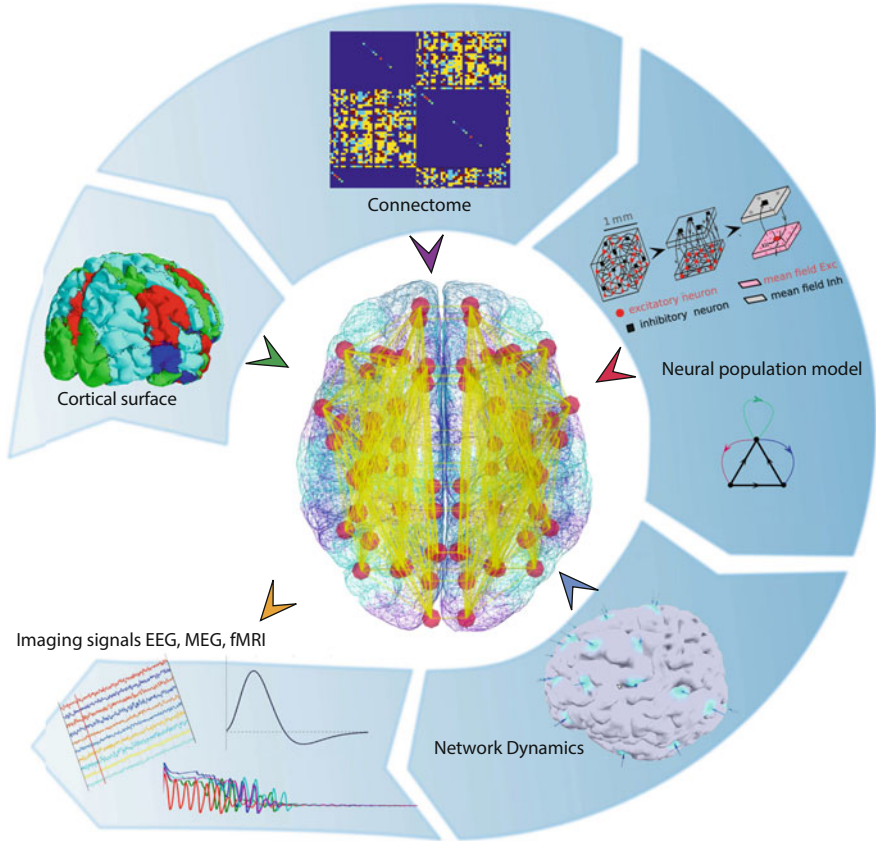 Connectome
1 mm
excitatory neuron
inhibitory neuron
mean field Exc
mean field Inh
Cortical surface
Neural population model
Imaging signals EEG, MEG, fMRI
Network Dynamics